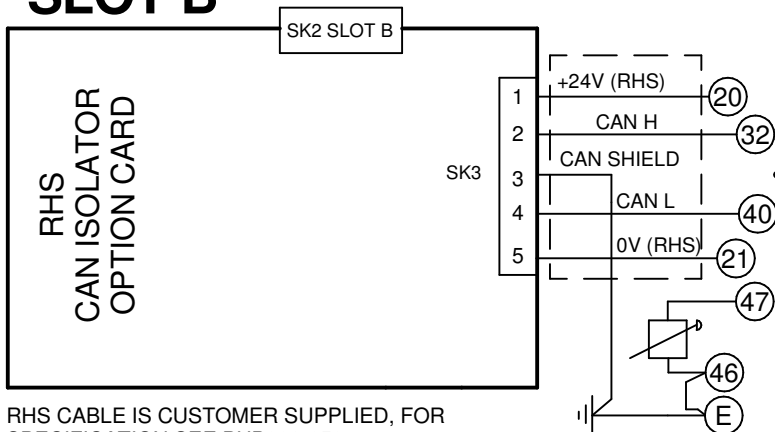 SLOT B
SK2 SLOT B
RHS
CAN ISOLATOR
OPTION CARD
SK3
1
+24V (RHS)
20
2
CAN H
32
3
CAN SHIELD
4
CAN L
40
5
0V (RHS)
21
47
46
E
RHS CABLE IS CUSTOMER SUPPLIED, FOR